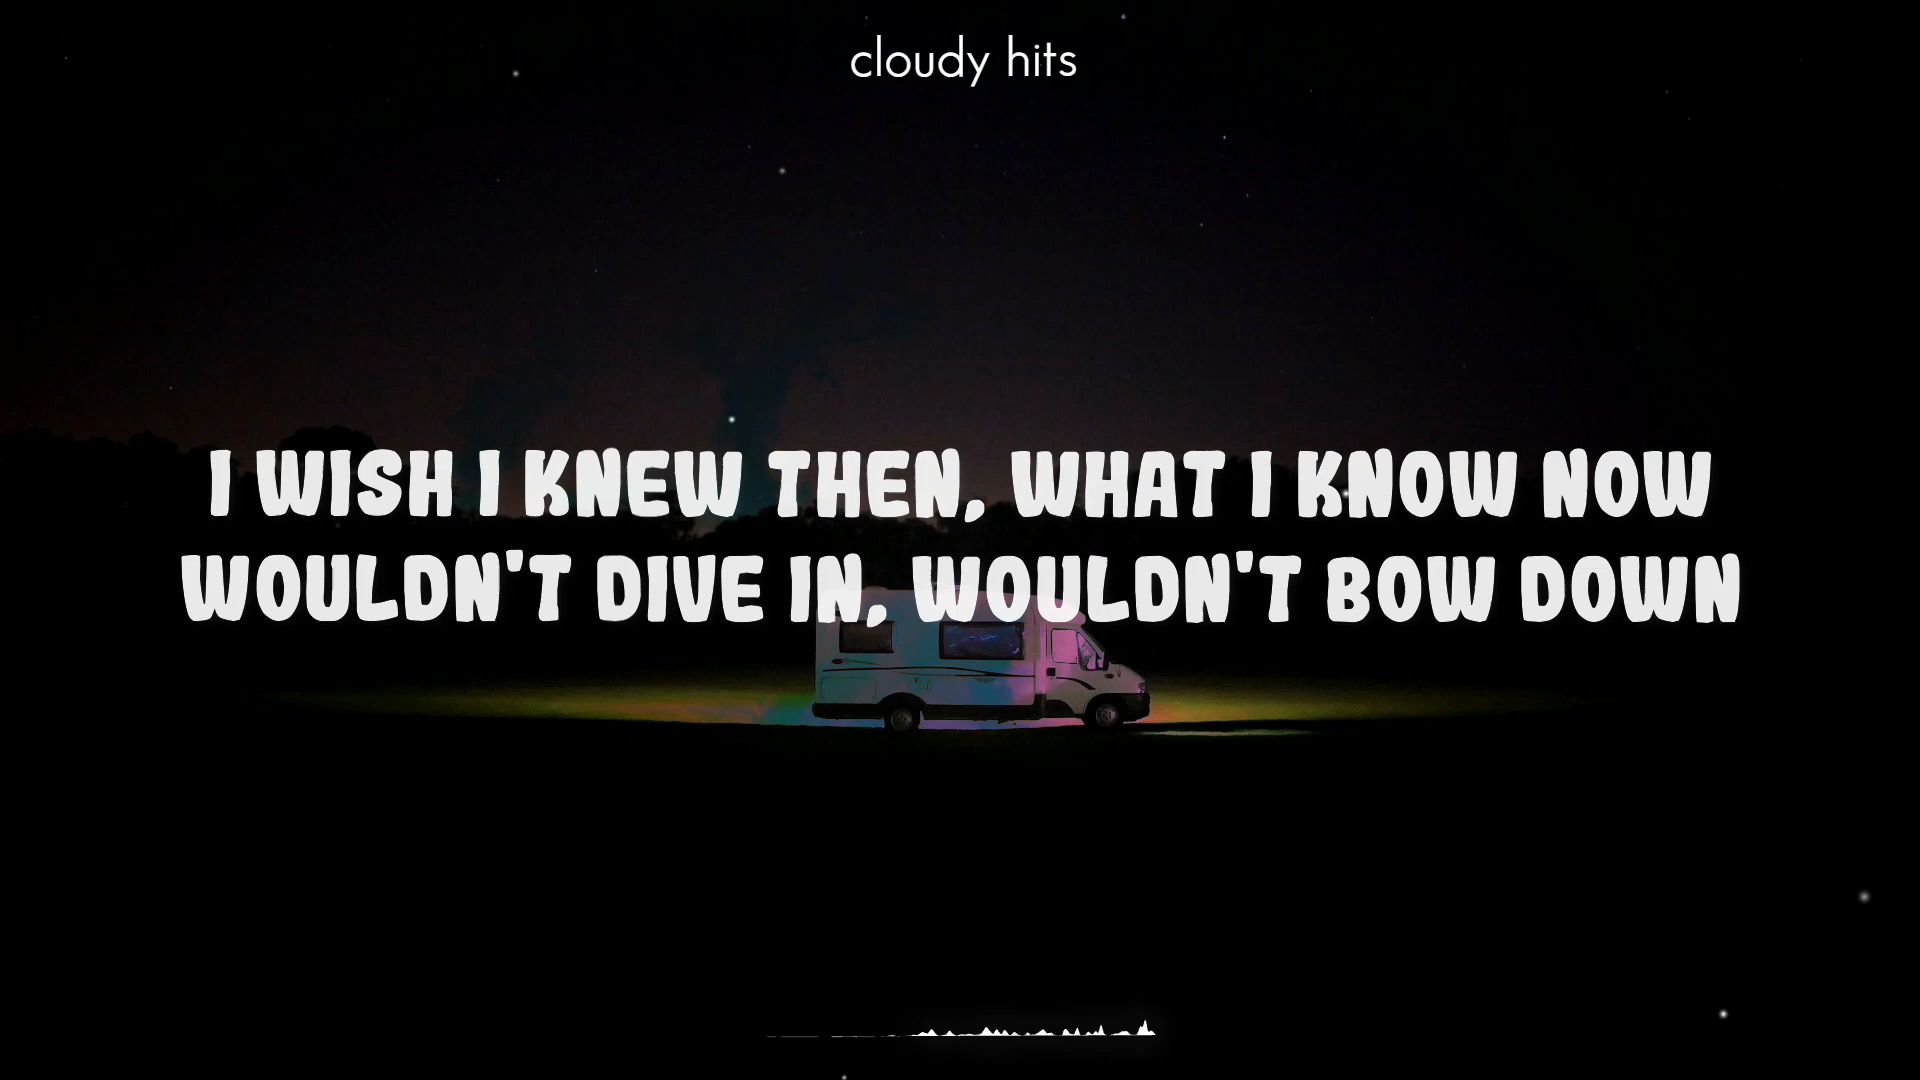 cloudy hits
I WISH I KNEW THEN, WHAT I KNOW NOW
WOULDN'T DIVE IN, WOULDN'T BOW DOWN